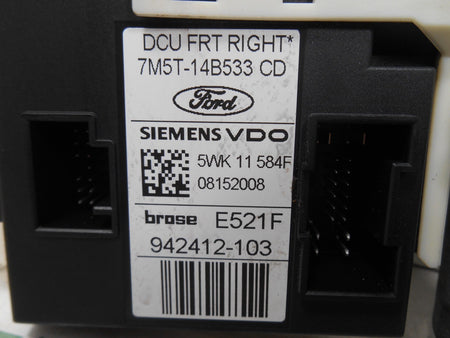 DCU FRT RIGHT*
7M5T-14B533 CD
Ford
SIEMENS VDO
5WK 11 584F
08152008
brose E521F
942412-103